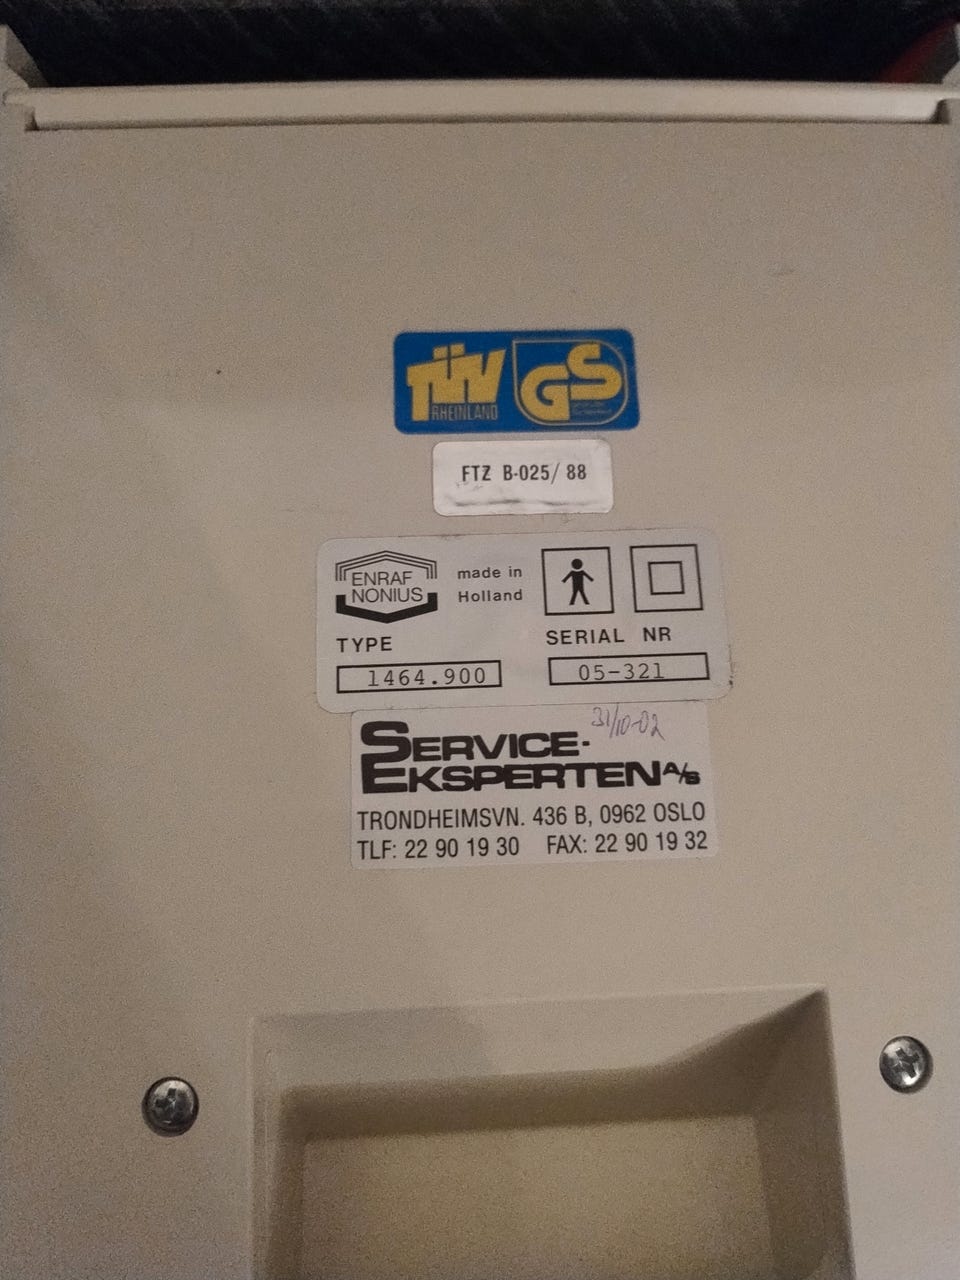 TÜV
RHEINLAND
GS
FTZ B-025/88
ENRAF
NONIUS
made in
Holland
TYPE
1464.900
SERIAL NR
05-321
31/10-02
SERVICE-
EKSPERTEN A/S
TRONDHEIMSVN. 436 B, 0962 OSLO
TLF: 22 90 19 30 FAX: 22 90 19 32